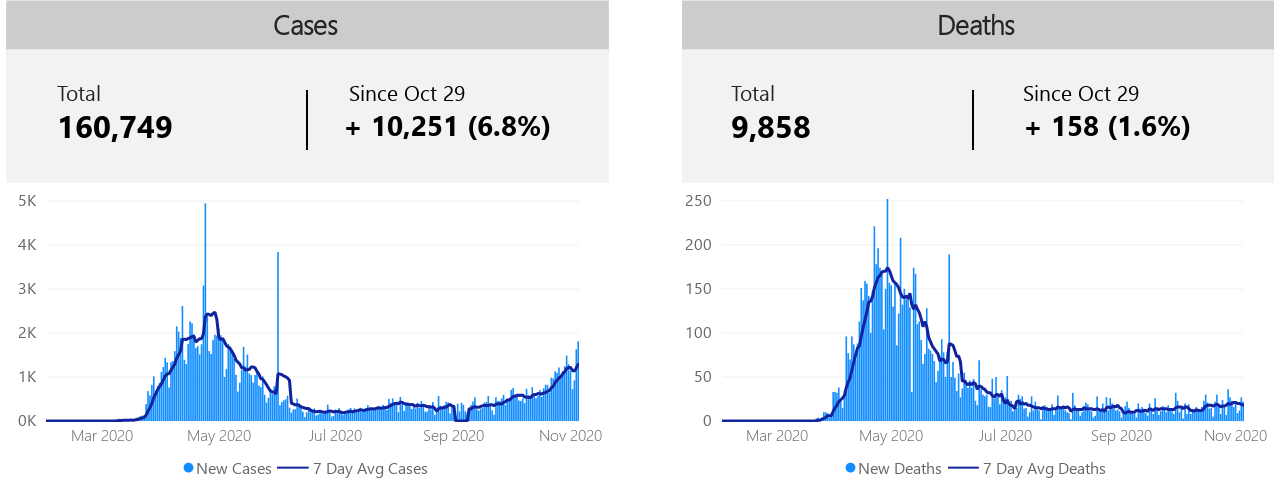 Cases
Total
Since Oct 29
160,749
+ 10,251 (6.8%)
5K
4K
3K
2K
1K
0K
Mar 2020 May 2020 Jul 2020 Sep 2020 Nov 2020
New Cases 7 Day Avg Cases
Deaths
Total
Since Oct 29
9,858
+ 158 (1.6%)
250
200
150
100
50
0
Mar 2020 May 2020 Jul 2020 Sep 2020 Nov 2020
New Deaths 7 Day Avg Deaths